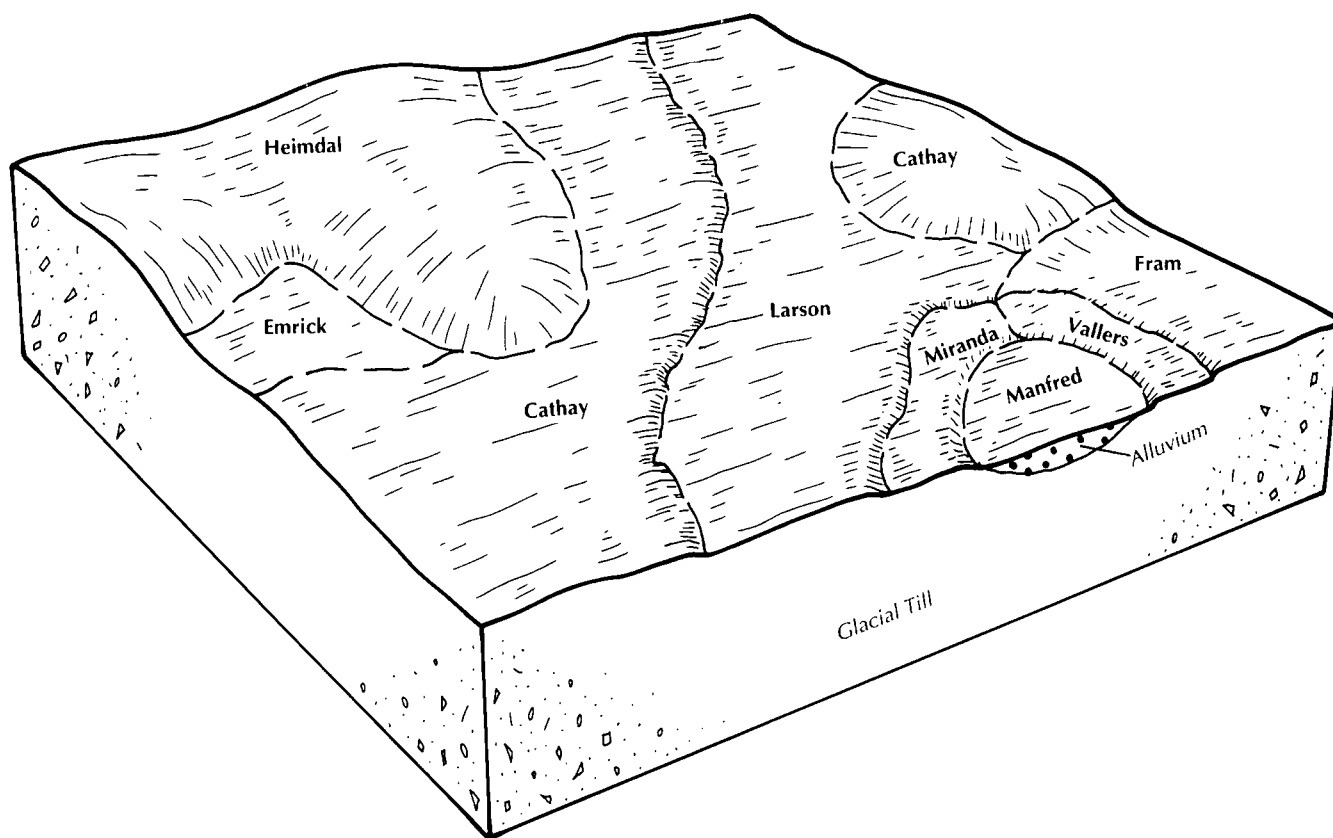 Heimdal
Cathay
Fram
Emrick
Larson
Vallers
Miranda
Manfred
Cathay
Alluvium
Glacial Till